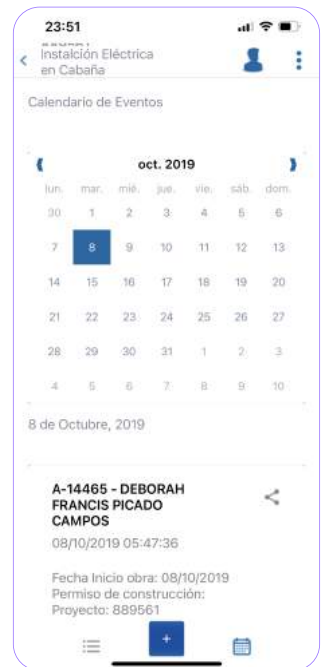 23:51
Instalción Eléctrica
en Cabaña
Calendario de Eventos
oct. 2019
lun. mar. mié. jue. vie. sáb. dom.
30 1 2 3 4 5 6
7 8 9 10 11 12 13
14 15 16 17 18 19 20
21 22 23 24 25 26 27
28 29 30 31 1 2 3
4 5 6 7 8 9 10
8 de Octubre, 2019
A-14465 - DEBORAH
FRANCIS PICADO
CAMPOS
08/10/2019 05:47:36
Fecha Inicio obra: 08/10/2019
Permiso de construcción:
Proyecto: 889561
+